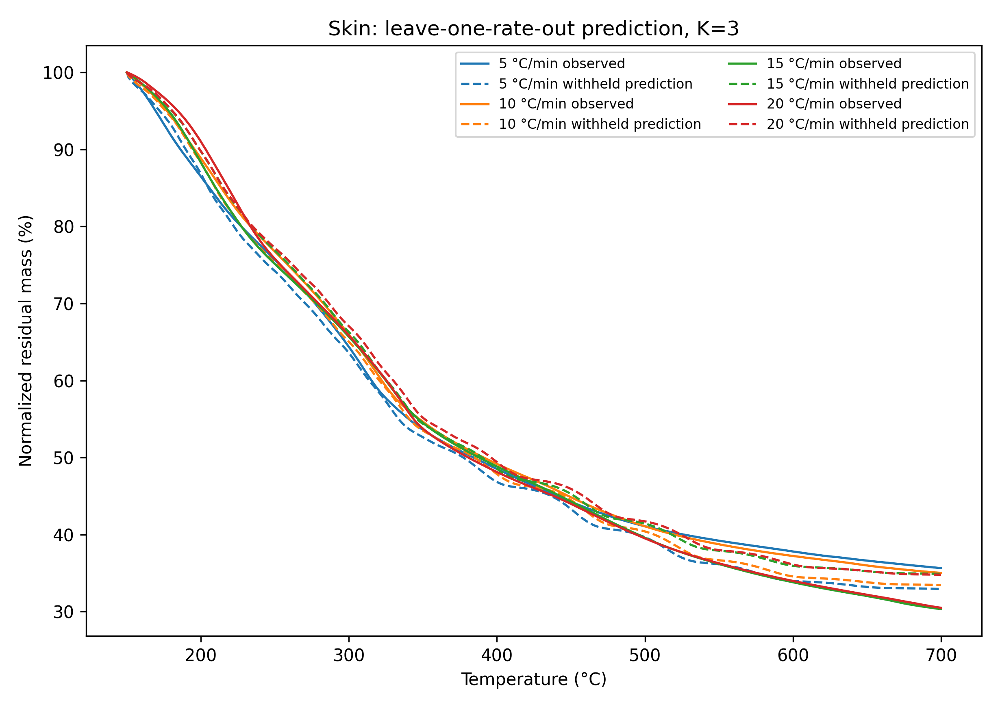 Skin: leave-one-rate-out prediction, K=3
5 °C/min observed
5 °C/min withheld prediction
10 °C/min observed
10 °C/min withheld prediction
15 °C/min observed
15 °C/min withheld prediction
20 °C/min observed
20 °C/min withheld prediction
Normalized residual mass (%)
100
90
80
70
60
50
40
30
200
300
400
500
600
700
Temperature (°C)